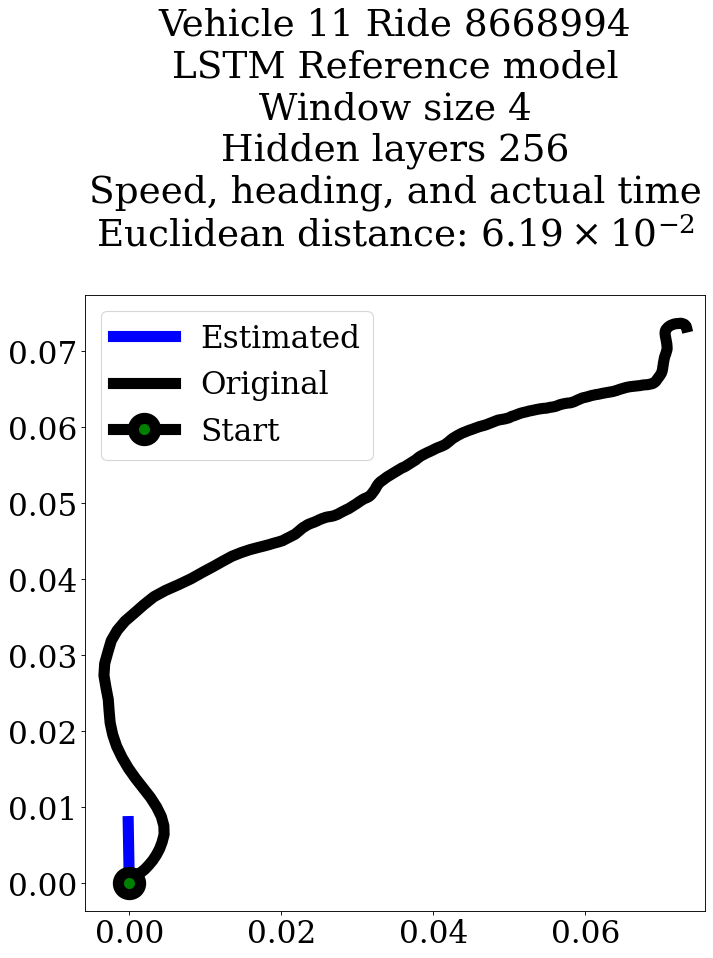 Vehicle 11 Ride 8668994
LSTM Reference model
Window size 4
Hidden layers 256
Speed, heading, and actual time
Euclidean distance: 6.19 × 10⁻²
Estimated
Original
Start
0.07
0.06
0.05
0.04
0.03
0.02
0.01
0.00
0.00 0.02 0.04 0.06